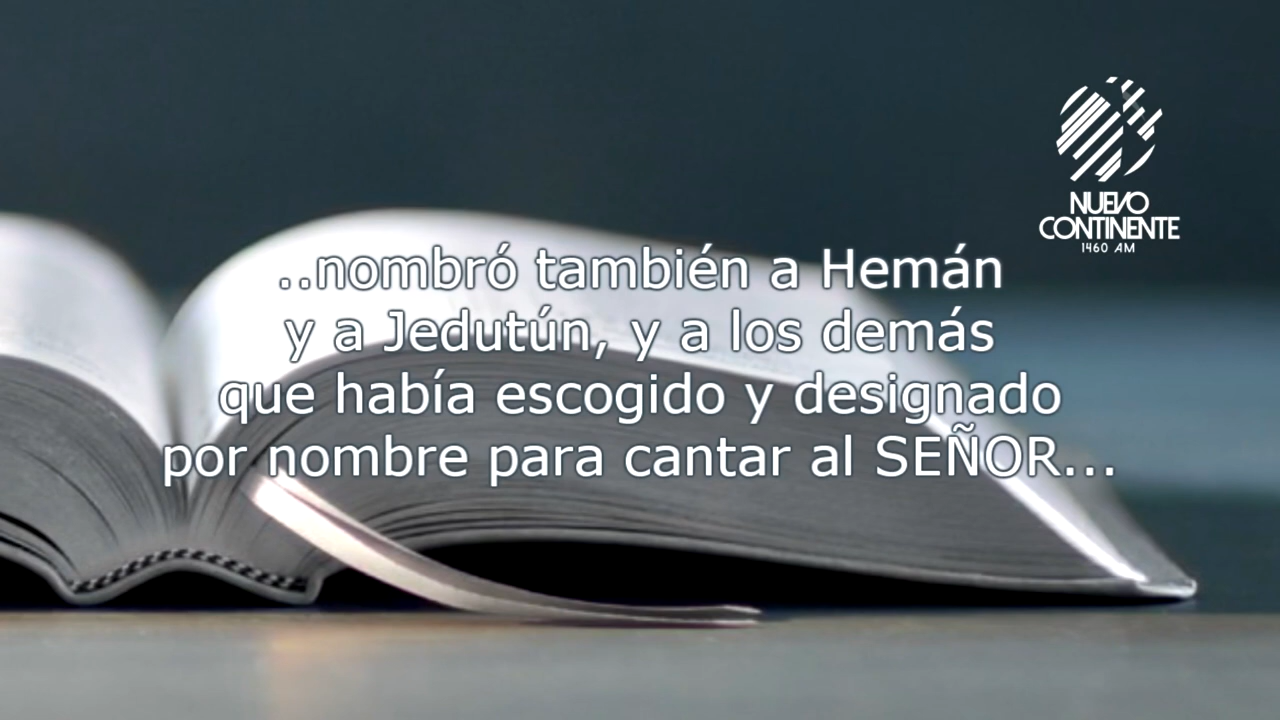 NUEVO
CONTINENTE
1460 AM
..nombró también a Hemán
y a Jedutún, y a los demás
que había escogido y designado
por nombre para cantar al SEÑOR...